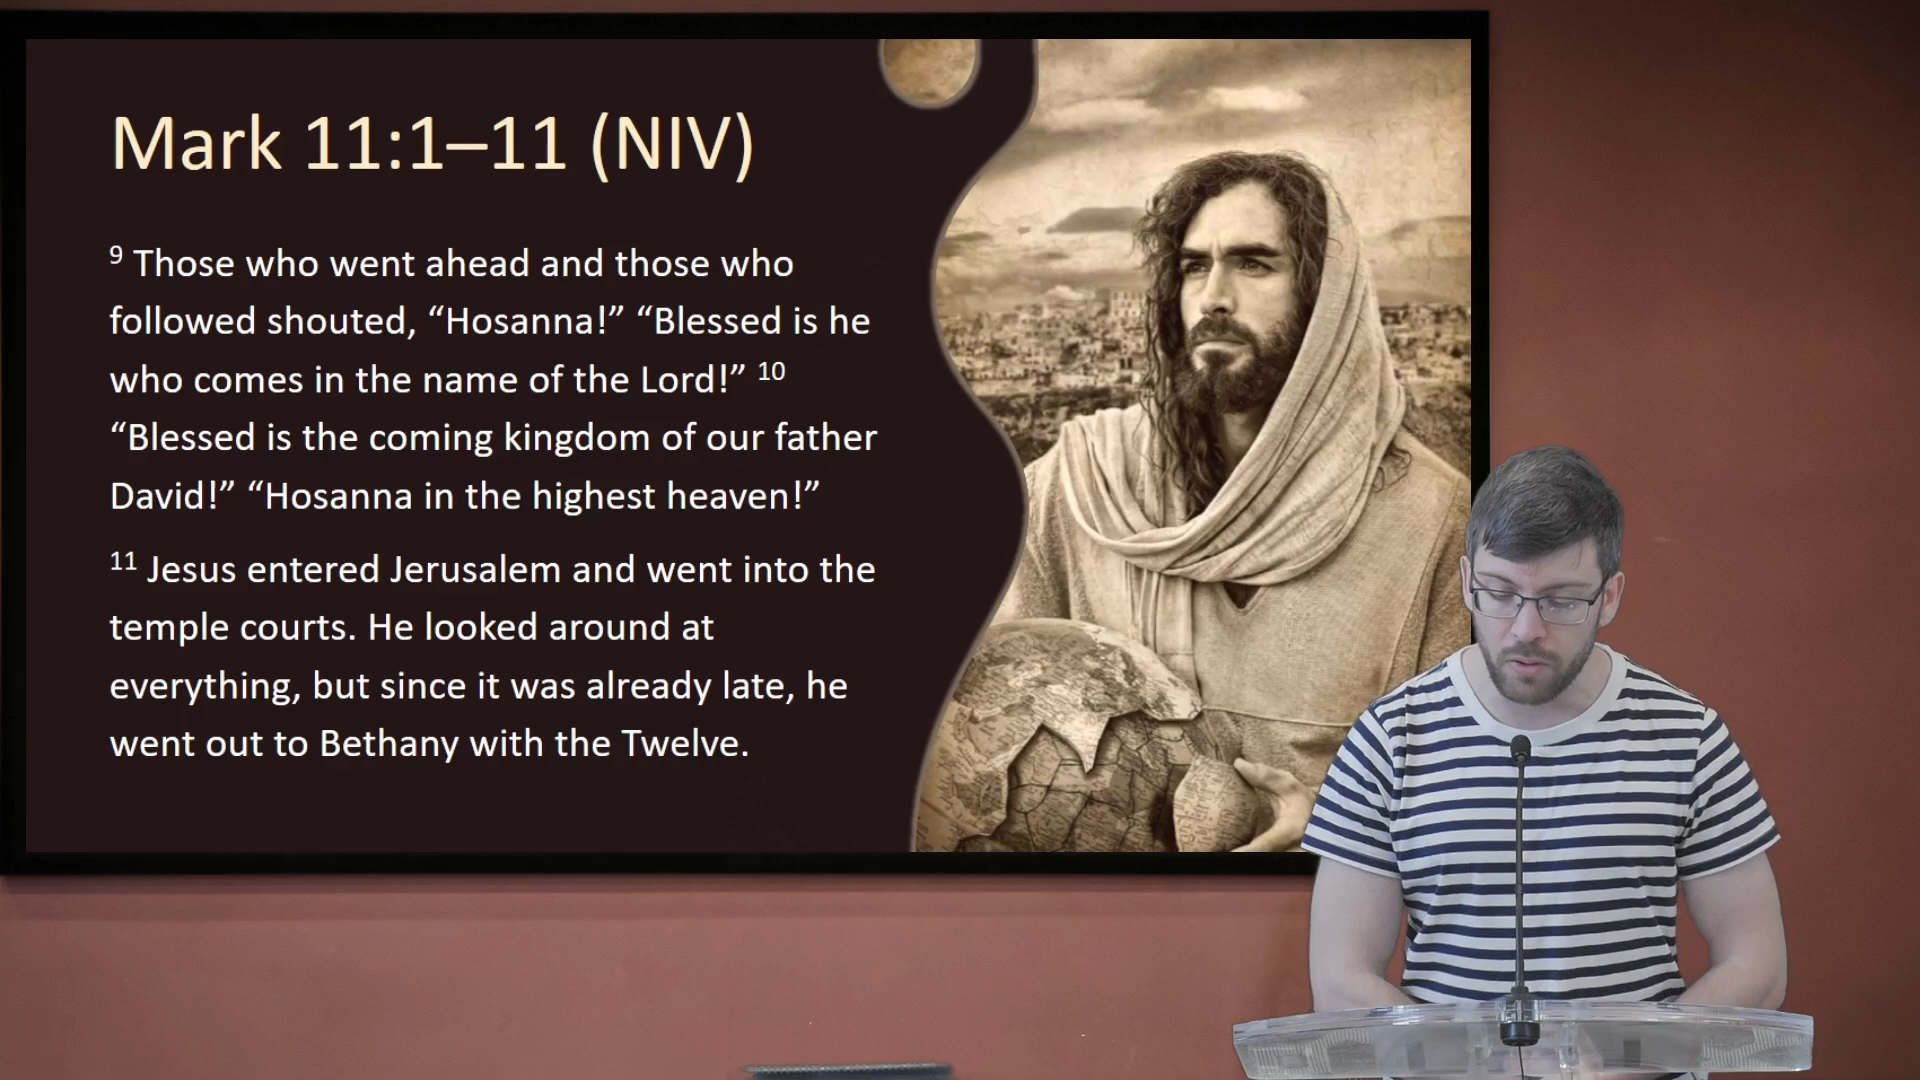 Mark 11:1–11 (NIV)
9 Those who went ahead and those who
followed shouted, “Hosanna!” “Blessed is he
who comes in the name of the Lord!” 10
“Blessed is the coming kingdom of our father
David!” “Hosanna in the highest heaven!”
11 Jesus entered Jerusalem and went into the
temple courts. He looked around at
everything, but since it was already late, he
went out to Bethany with the Twelve.